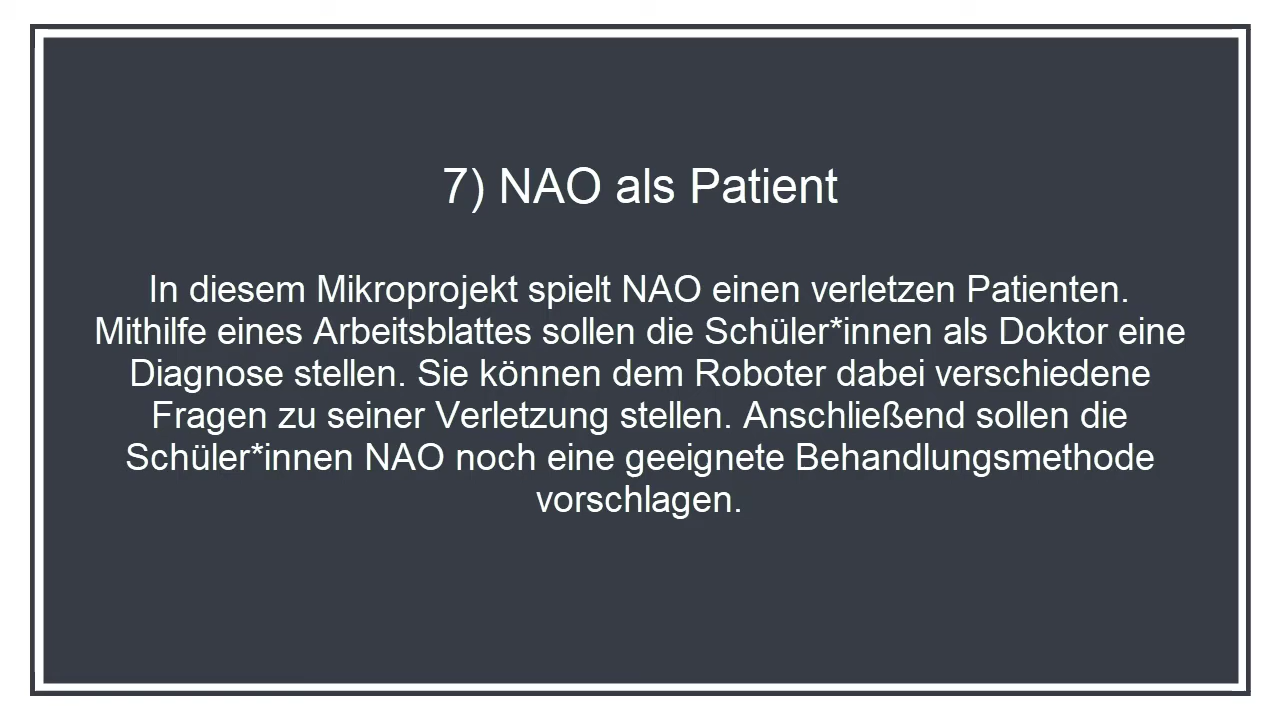 7) NAO als Patient
In diesem Mikroprojekt spielt NAO einen verletzen Patienten.
Mithilfe eines Arbeitsblattes sollen die Schüler*innen als Doktor eine
Diagnose stellen. Sie können dem Roboter dabei verschiedene
Fragen zu seiner Verletzung stellen. Anschließend sollen die
Schüler*innen NAO noch eine geeignete Behandlungsmethode
vorschlagen.